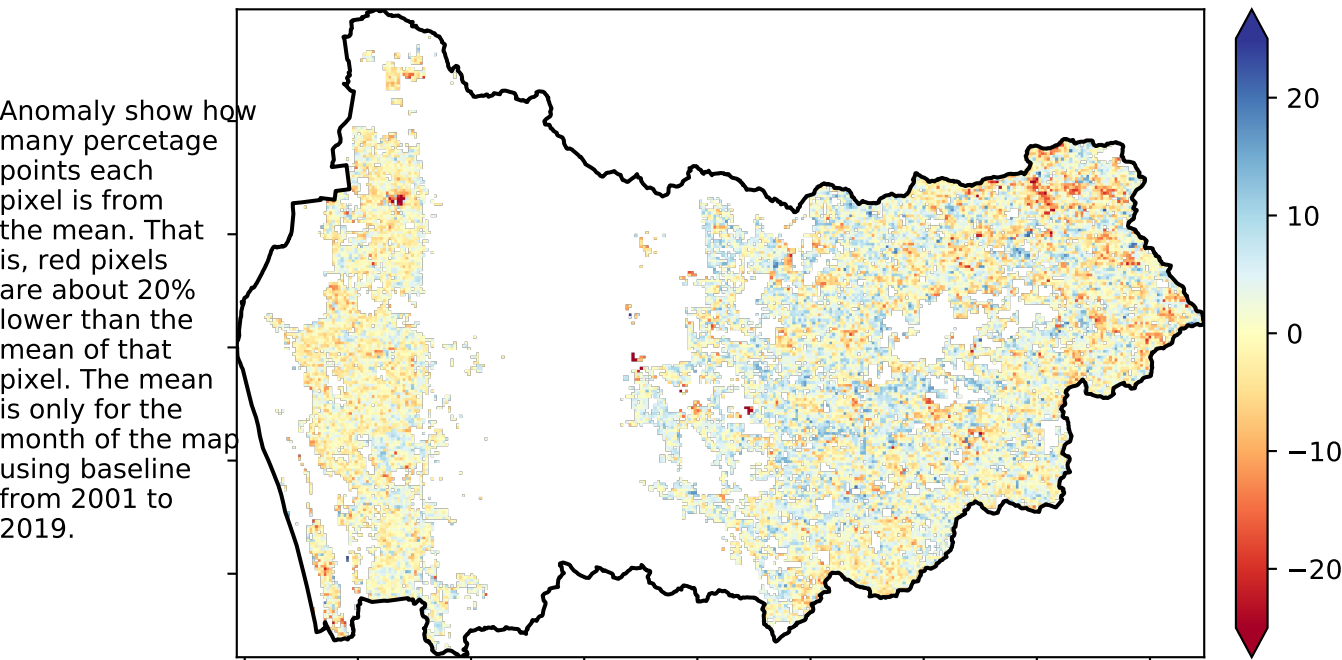 Anomaly show how
many percetage
points each
pixel is from
the mean. That
is, red pixels
are about 20%
lower than the
mean of that
pixel. The mean
is only for the
month of the map
using baseline
from 2001 to
2019.
20
10
0
−10
−20